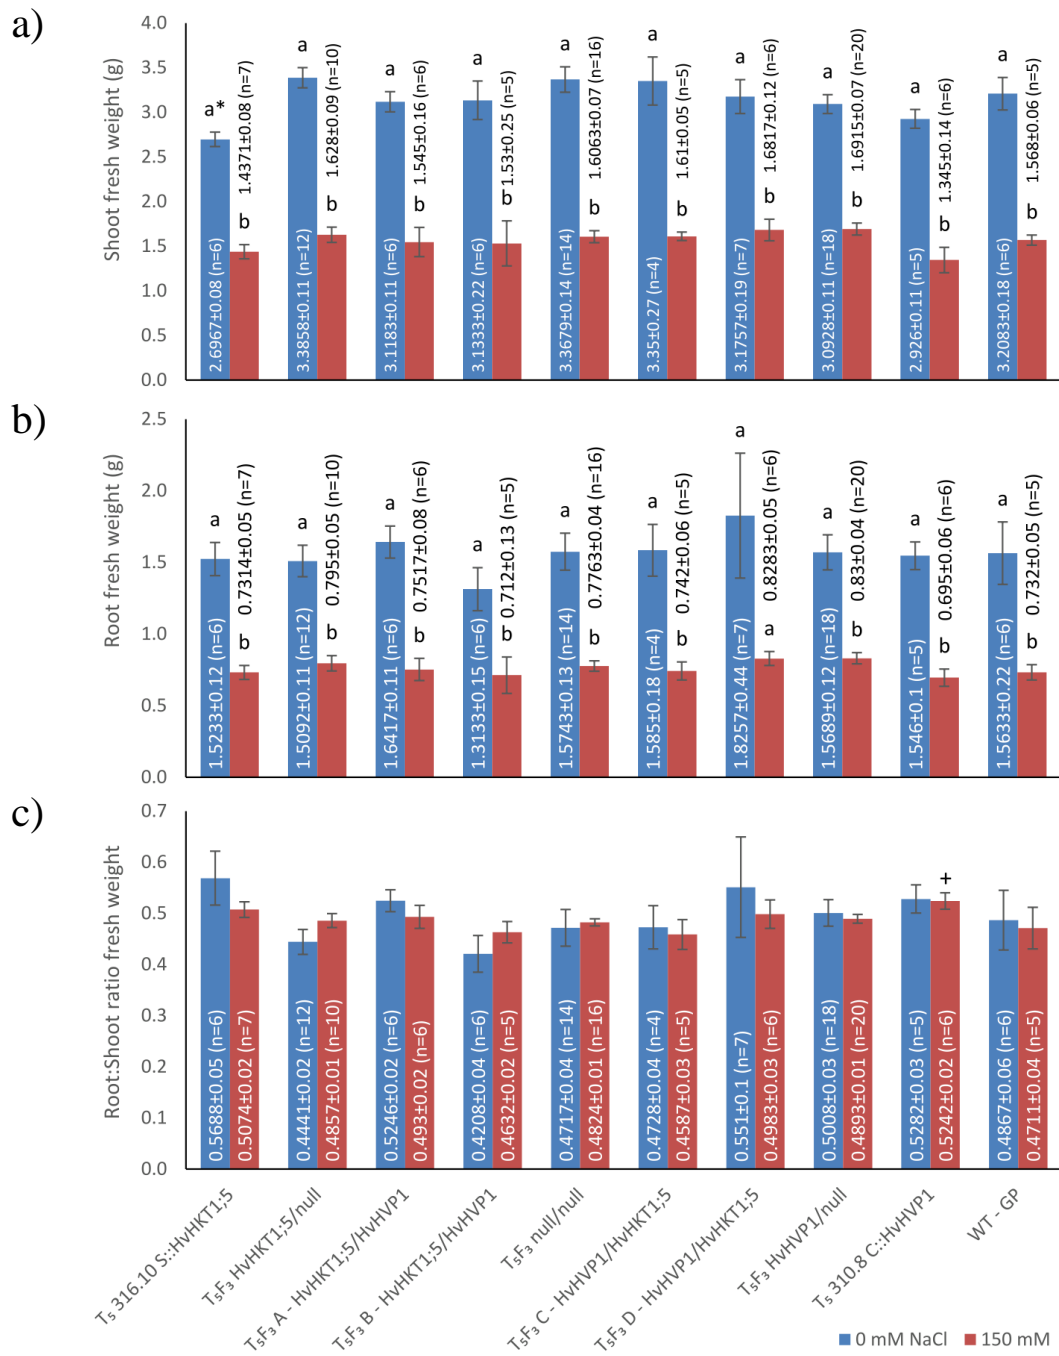 a)
Shoot fresh weight (g)
4.0
3.5
3.0
2.5
2.0
1.5
1.0
0.5
0.0
a*
2.6967±0.08 (n=6)
b
1.4371±0.08 (n=7)
a
3.3858±0.11 (n=12)
b
1.628±0.09 (n=10)
a
3.1183±0.11 (n=6)
b
1.545±0.16 (n=6)
a
3.1333±0.22 (n=6)
b
1.53±0.25 (n=5)
a
3.3679±0.14 (n=14)
b
1.6063±0.07 (n=16)
a
3.35±0.27 (n=4)
b
1.61±0.05 (n=5)
a
3.1757±0.19 (n=7)
b
1.6817±0.12 (n=6)
a
3.0928±0.11 (n=18)
b
1.6915±0.07 (n=20)
a
2.926±0.11 (n=5)
b
1.345±0.14 (n=6)
a
3.2083±0.18 (n=6)
b
1.568±0.06 (n=5)
b)
Root fresh weight (g)
2.5
2.0
1.5
1.0
0.5
0.0
a
1.5233±0.12 (n=6)
b
0.7314±0.05 (n=7)
a
1.5092±0.11 (n=12)
b
0.795±0.05 (n=10)
a
1.6417±0.11 (n=6)
b
0.7517±0.08 (n=6)
a
1.3133±0.15 (n=6)
b
0.712±0.13 (n=5)
a
1.5743±0.13 (n=14)
b
0.7763±0.04 (n=16)
a
1.585±0.18 (n=4)
b
0.742±0.06 (n=5)
a
1.8257±0.44 (n=7)
a
0.8283±0.05 (n=6)
a
1.5689±0.12 (n=18)
b
0.83±0.04 (n=20)
a
1.546±0.1 (n=5)
b
0.695±0.06 (n=6)
a
1.5633±0.22 (n=6)
b
0.732±0.05 (n=5)
c)
Root:Shoot ratio fresh weight
0.7
0.6
0.5
0.4
0.3
0.2
0.1
0.0
0.5688±0.05 (n=6)
0.5074±0.02 (n=7)
0.4441±0.02 (n=12)
0.4857±0.01 (n=10)
0.5246±0.02 (n=6)
0.493±0.02 (n=6)
0.4208±0.04 (n=6)
0.4632±0.02 (n=5)
0.4717±0.04 (n=14)
0.4824±0.01 (n=16)
0.4728±0.04 (n=4)
0.4587±0.03 (n=5)
0.551±0.1 (n=7)
0.4983±0.03 (n=6)
0.5008±0.03 (n=18)
0.4893±0.01 (n=20)
0.5282±0.03 (n=5)
+
0.5242±0.02 (n=6)
0.4867±0.06 (n=6)
0.4711±0.04 (n=5)
Ts 316.10 S::HvHKT1;5
TsF₃ HvHKT1;5/null
TsF₃ A - HvHKT1;5/HvHVP1
TsF₃ B - HvHKT1;5/HvHVP1
TsF₃ null/null
TsF₃ C - HvHVP1/HvHKT1;5
TsF₃ D - HvHVP1/HvHKT1;5
TsF₃ HvHVP1/null
Ts 310.8 C::HvHVP1
WT - GP
0 mM NaCl
150 mM